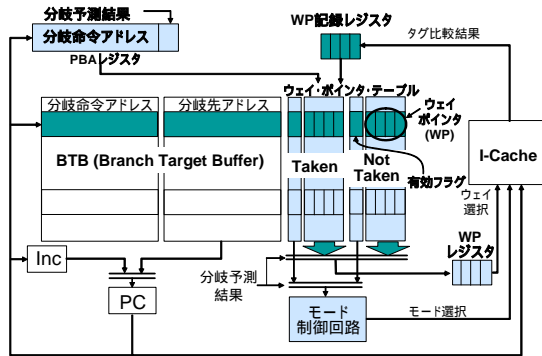 分岐予測結果
分岐命令アドレス
PBAレジスタ
WP記録レジスタ
タグ比較結果
ウェイ・ポインタ・テーブル
分岐命令アドレス
分岐先アドレス
ウェイ
ポインタ
(WP)
BTB (Branch Target Buffer)
Taken
Not
Taken
有効フラグ
I-Cache
ウェイ
選択
WP
レジスタ
Inc
分岐予測
結果
PC
モード
制御回路
モード選択